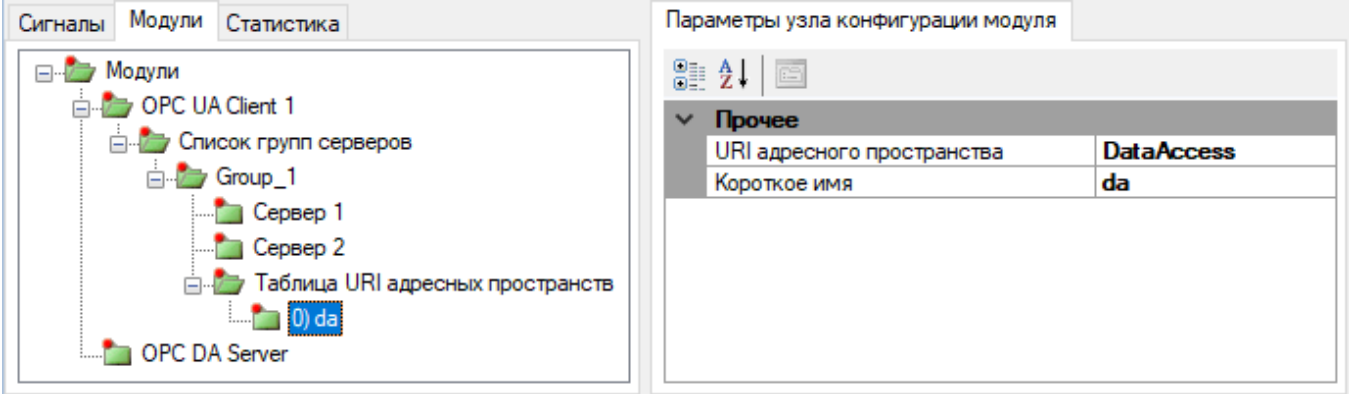 Сигналы Модули Статистика
Модули
OPC UA Client 1
Список групп серверов
Group_1
Сервер 1
Сервер 2
Таблица URI адресных пространств
0) da
OPC DA Server
Параметры узла конфигурации модуля
Прочее
URI адресного пространства DataAccess
Короткое имя da